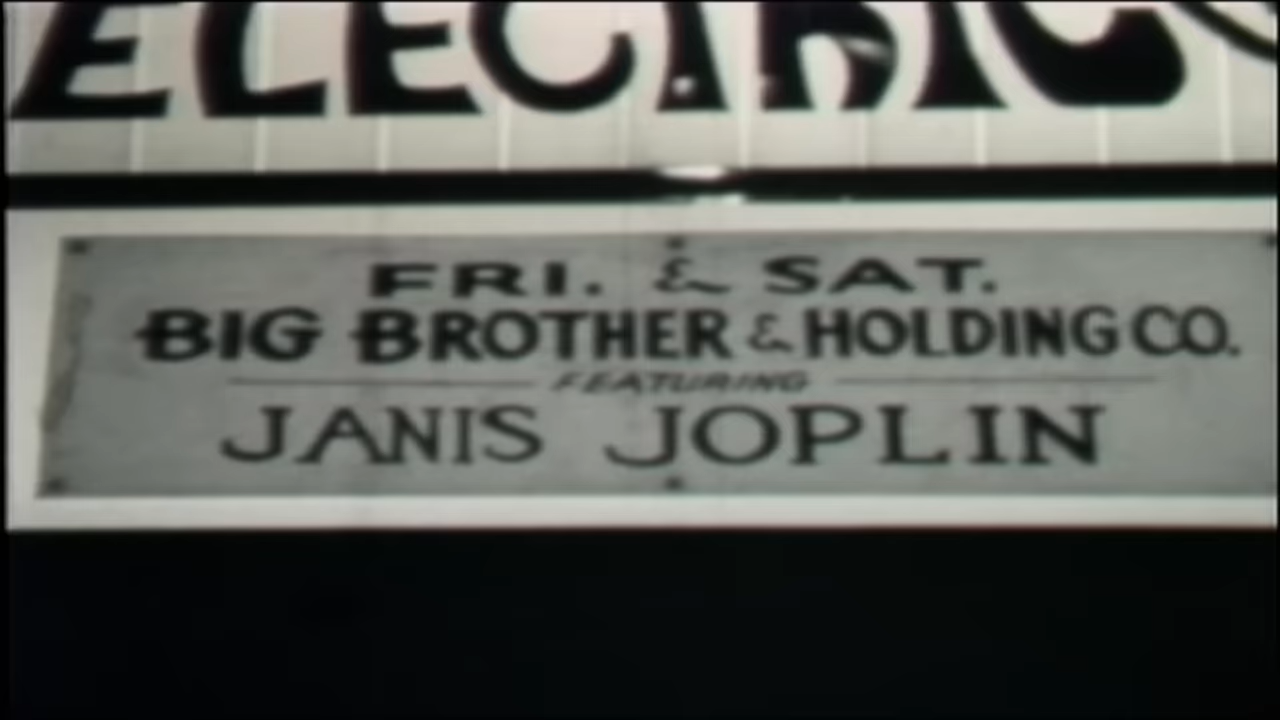 ELECTRIC
FRI. & SAT.
BIG BROTHER & HOLDING CO.
FEATURING
JANIS JOPLIN